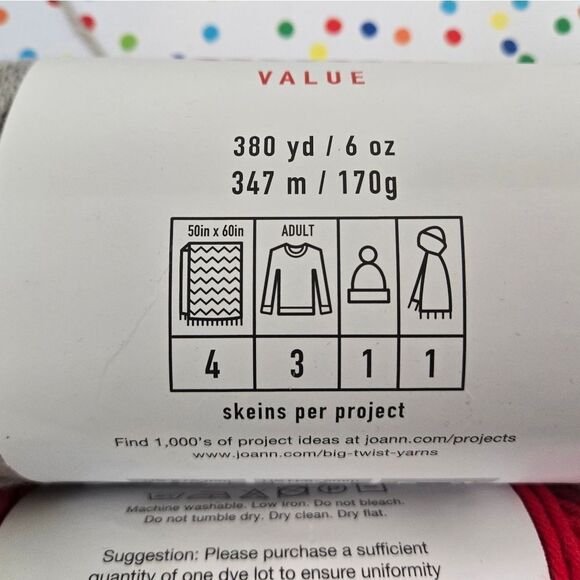 VALUE
380 yd / 6 oz
347 m / 170g
50in x 60in ADULT
4 3 1 1
skeins per project
Find 1,000's of project ideas at joann.com/projects
www.joann.com/big-twist-yarns
Machine washable. Low iron. Do not bleach.
Do not tumble dry. Dry clean. Dry flat.
Suggestion: Please purchase a sufficient
quantity of one dye lot to ensure uniformity